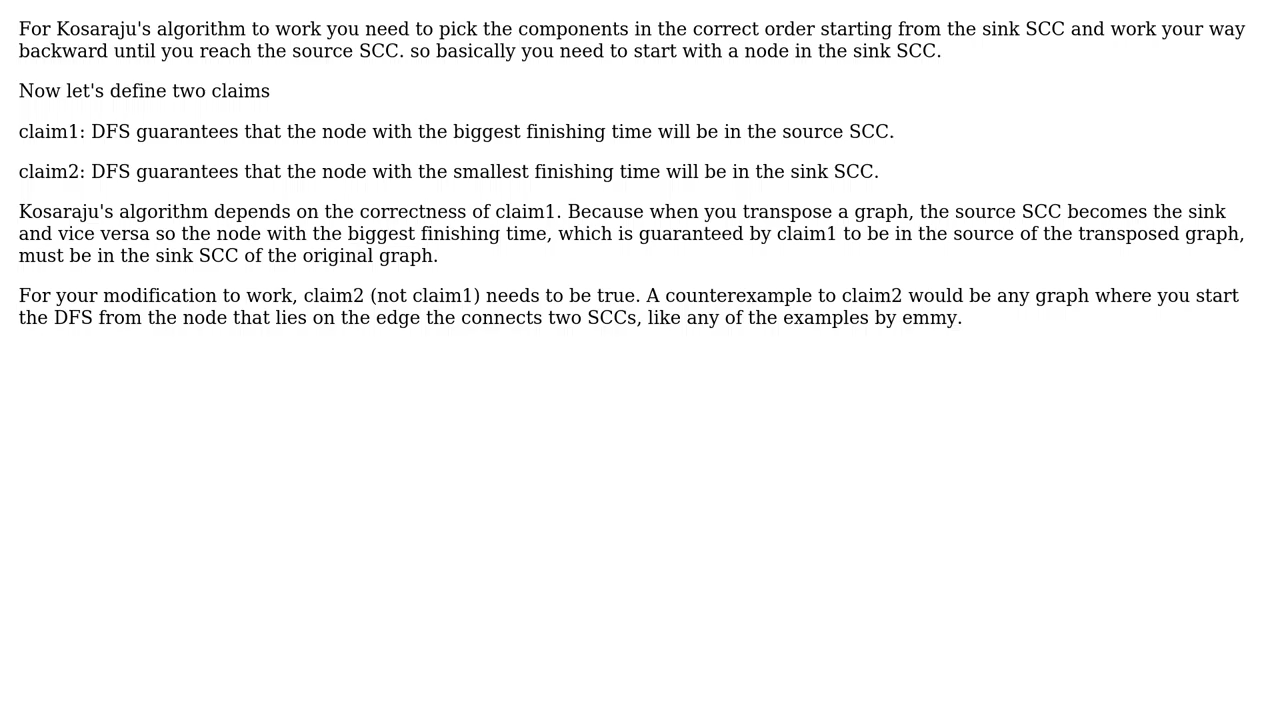 For Kosaraju's algorithm to work you need to pick the components in the correct order starting from the sink SCC and work your way
backward until you reach the source SCC. so basically you need to start with a node in the sink SCC.
Now let's define two claims
claim1: DFS guarantees that the node with the biggest finishing time will be in the source SCC.
claim2: DFS guarantees that the node with the smallest finishing time will be in the sink SCC.
Kosaraju's algorithm depends on the correctness of claim1. Because when you transpose a graph, the source SCC becomes the sink
and vice versa so the node with the biggest finishing time, which is guaranteed by claim1 to be in the source of the transposed graph,
must be in the sink SCC of the original graph.
For your modification to work, claim2 (not claim1) needs to be true. A counterexample to claim2 would be any graph where you start
the DFS from the node that lies on the edge the connects two SCCs, like any of the examples by emmy.